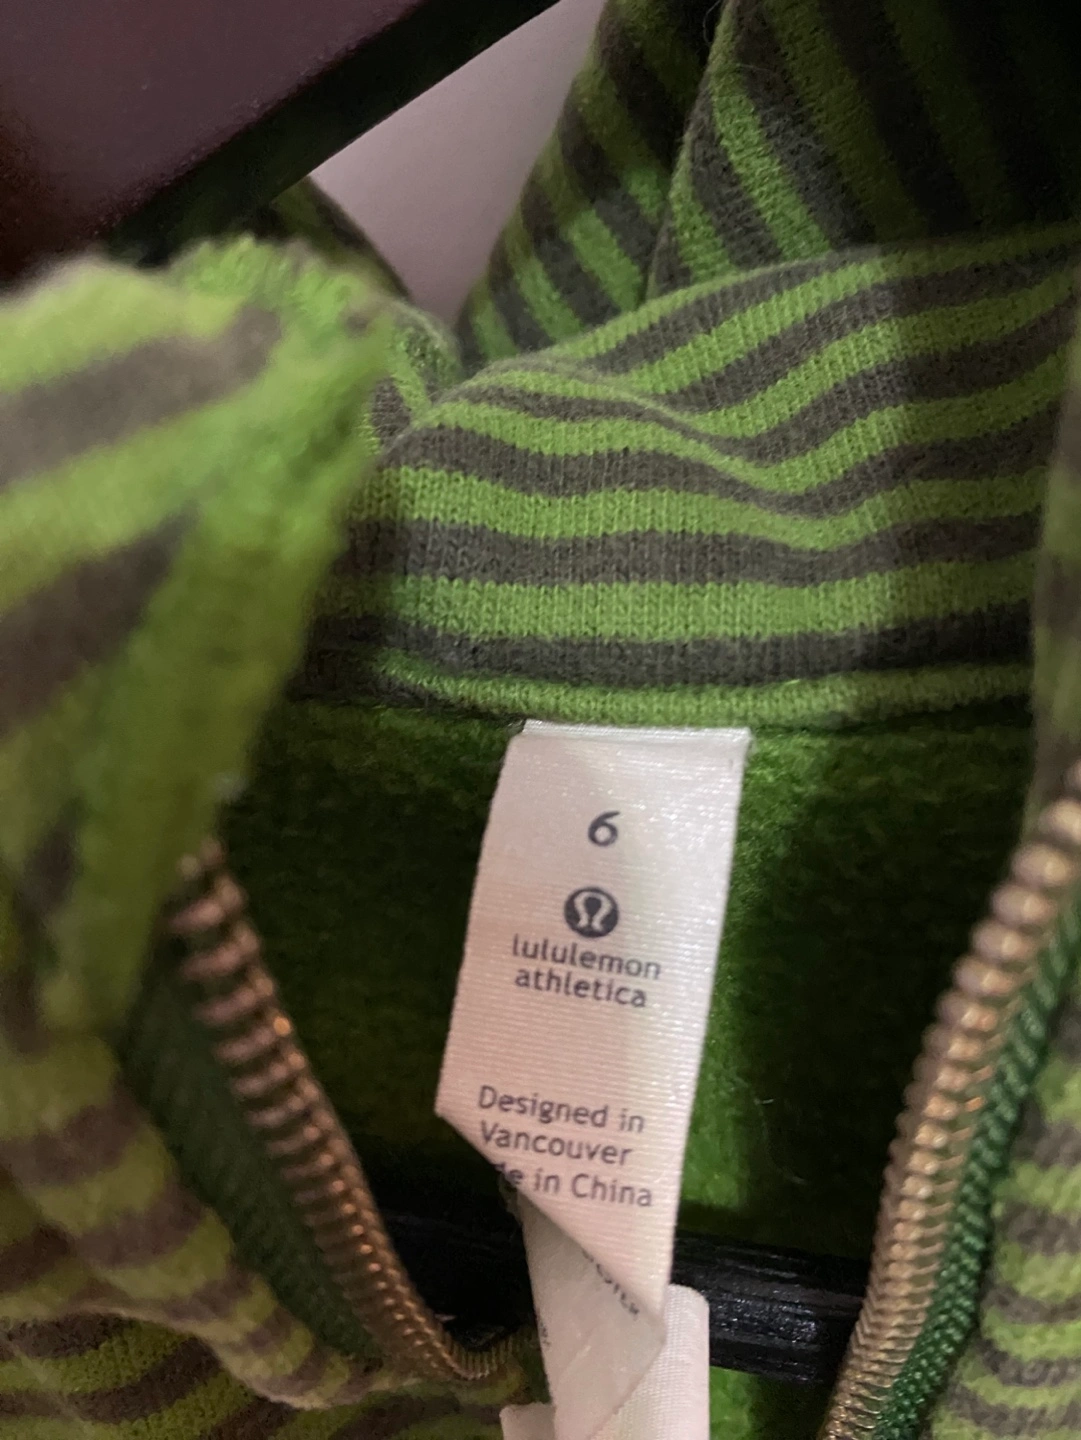 6
lululemon
athletica
Designed in
Vancouver
in China